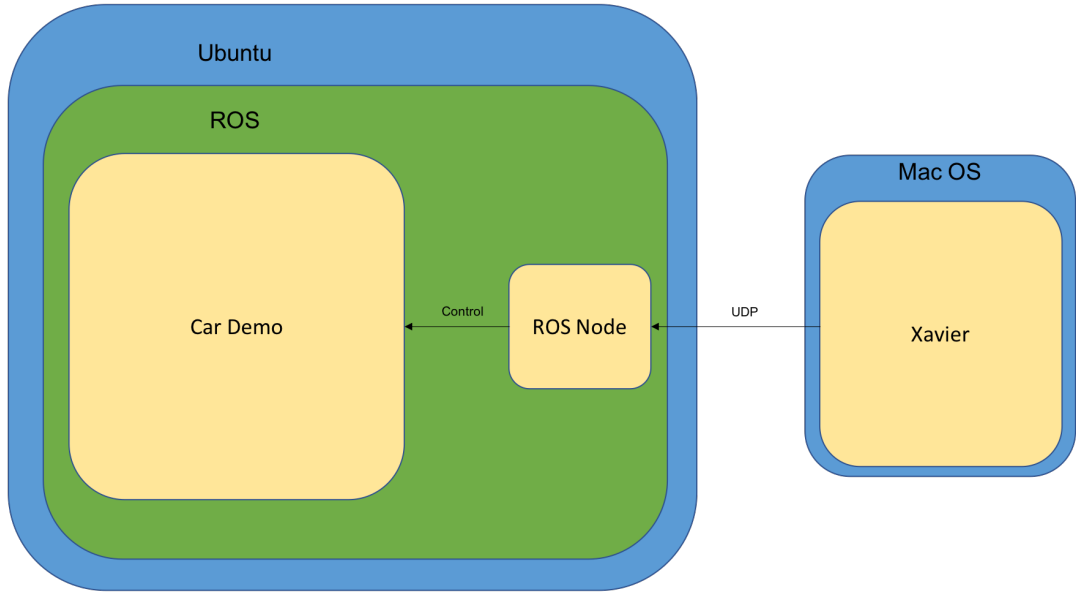 Ubuntu
ROS
Mac OS
Car Demo
Control
ROS Node
UDP
Xavier